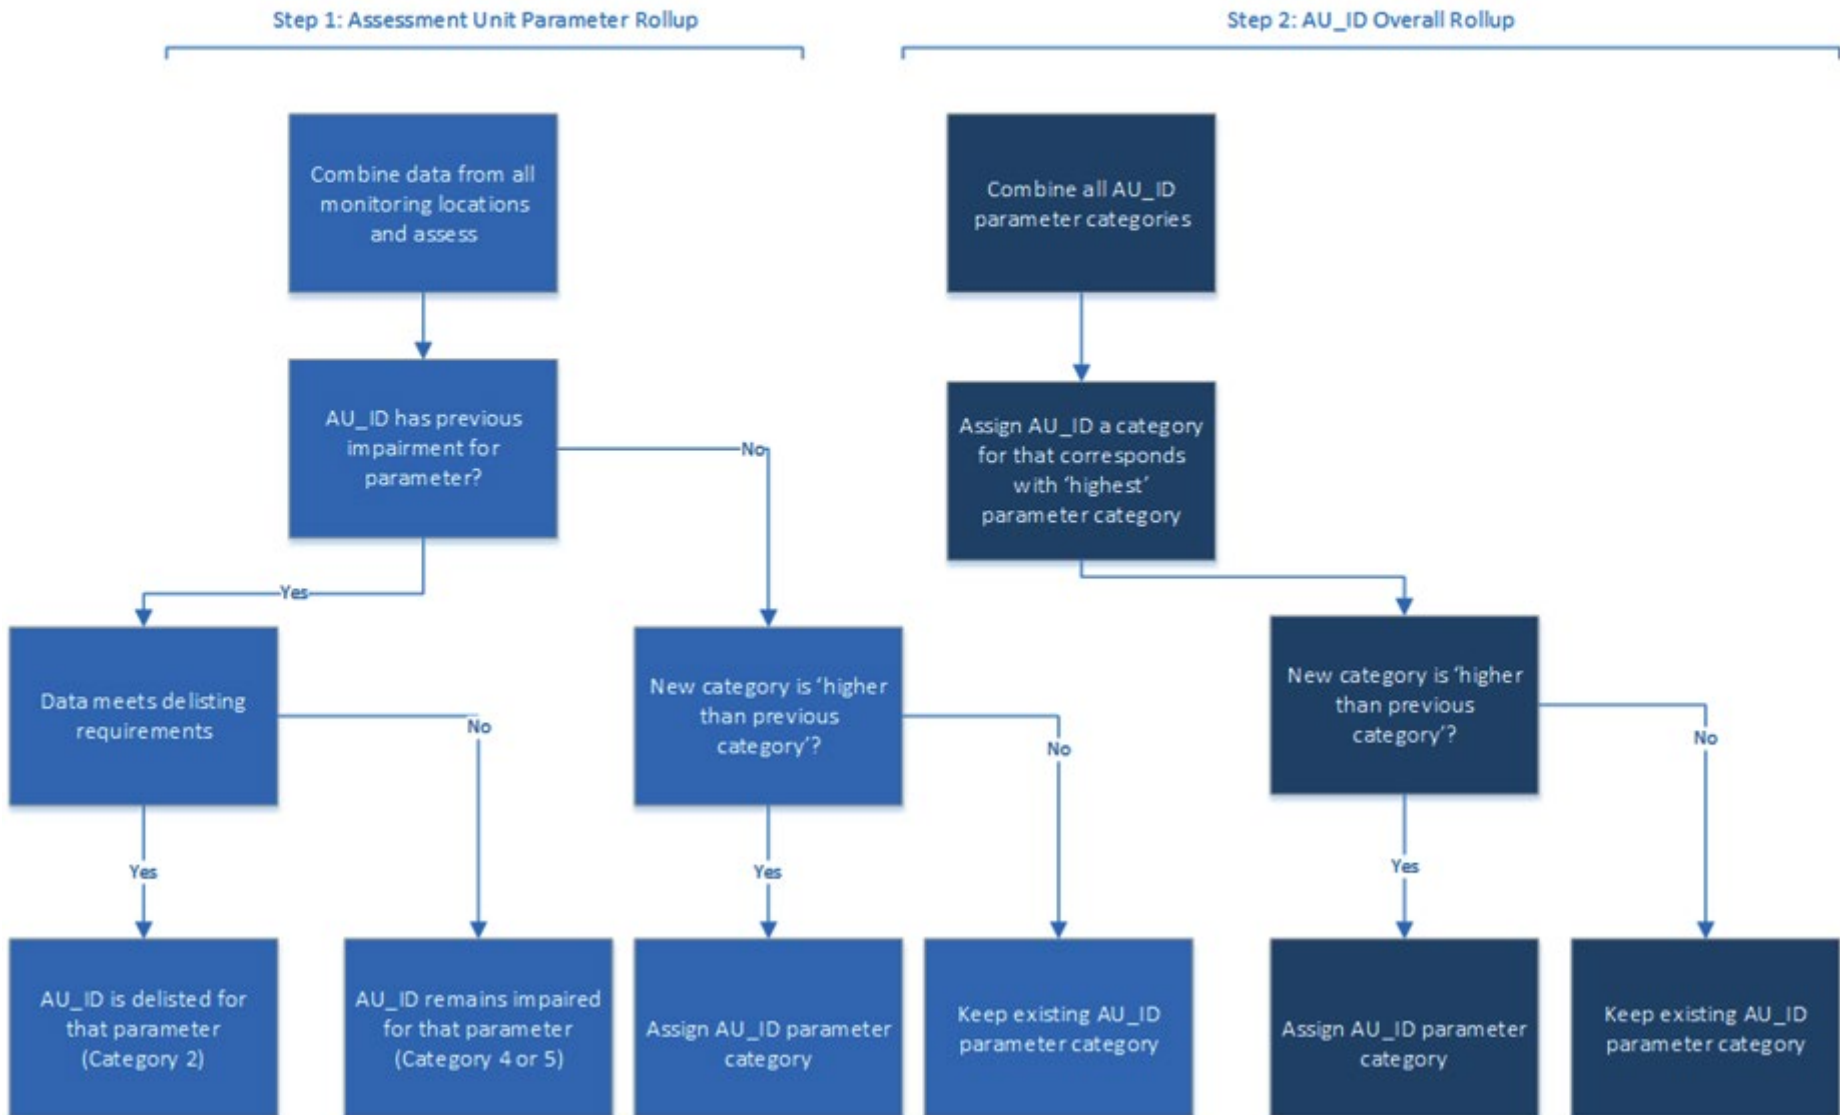 Step 1: Assessment Unit Parameter Rollup
Step 2: AU_ID Overall Rollup
Combine data from all
monitoring locations
and assess
Combine all AU_ID
parameter categories
AU_ID has previous
impairment for
parameter?
No
Assign AU_ID a category
for that corresponds
with ‘highest’
parameter category
Yes
Data meets delisting
requirements
No
New category is ‘higher
than previous
category’?
No
New category is ‘higher
than previous
category’?
No
Yes
Yes
Yes
AU_ID is delisted for
that parameter
(Category 2)
AU_ID remains impaired
for that parameter
(Category 4 or 5)
Assign AU_ID parameter
category
Keep existing AU_ID
parameter category
Assign AU_ID parameter
category
Keep existing AU_ID
parameter category